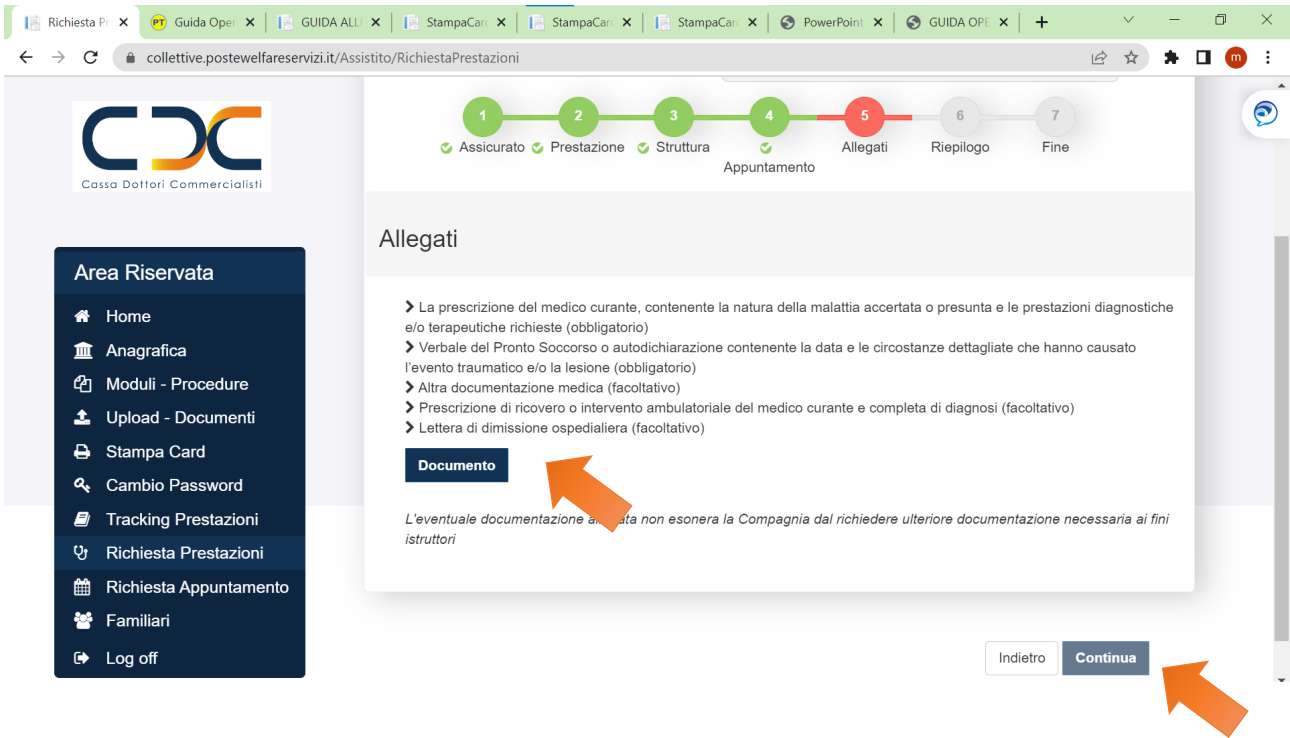 Richiesta Pr
PT Guida Oper
GUIDA ALL
StampaCar
StampaCar
StampaCar
PowerPoint
GUIDA OPE
collettive.postewelfareservizi.it/Assistito/RichiestaPrestazioni
m
CDC
Cassa Dottori Commercialisti
1 2 3 4 5 6 7
Assicurato Prestazione Struttura Appuntamento Allegati Riepilogo Fine
Allegati
La prescrizione del medico curante, contenente la natura della malattia accertata o presunta e le prestazioni diagnostiche
e/o terapeutiche richieste (obbligatorio)
Verbale del Pronto Soccorso o autodichiarazione contenente la data e le circostanze dettagliate che hanno causato
l'evento traumatico e/o la lesione (obbligatorio)
Altra documentazione medica (facoltativo)
Prescrizione di ricovero o intervento ambulatoriale del medico curante e completa di diagnosi (facoltativo)
Lettera di dimissione ospedialiera (facoltativo)
Documento
L'eventuale documentazione non esonera la Compagnia dal richiedere ulteriore documentazione necessaria ai fini
istruttori
Indietro
Continua
Area Riservata
Home
Anagrafica
Moduli - Procedure
Upload - Documenti
Stampa Card
Cambio Password
Tracking Prestazioni
Richiesta Prestazioni
Richiesta Appuntamento
Familiari
Log off